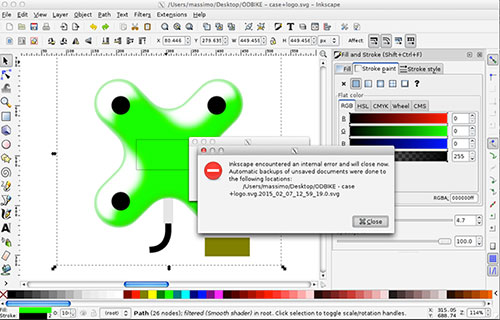 /Users/massimo/Desktop/ODBIKE - case+logo.svg - Inkscape
File Edit View Layer Object Path Text Filters Extensions Help
X 80.446
279.635
W 449.456
H 449.456
px
Affect:
Fill and Stroke (Shift+Ctrl+F)
Fill Stroke paint Stroke style
Flat color
RGB HSL CMYK Wheel CMS
R
0
G
0
B
0
255
Inkscape encountered an internal error and will close now.
Automatic backups of unsaved documents were done to
the following locations:
/Users/massimo/Desktop/ODBIKE - case
+logo.svg.2015_02_07_12_59_19.0.svg
Close
RGBA: 000000ff
4.7
100.0
Fill:
Stroke:
O:
(root)
Path (26 nodes); filtered (Smooth shader) in root. Click selection to toggle scale/rotation handles.
X: 315.05
Y: 688.74
Z: 114%